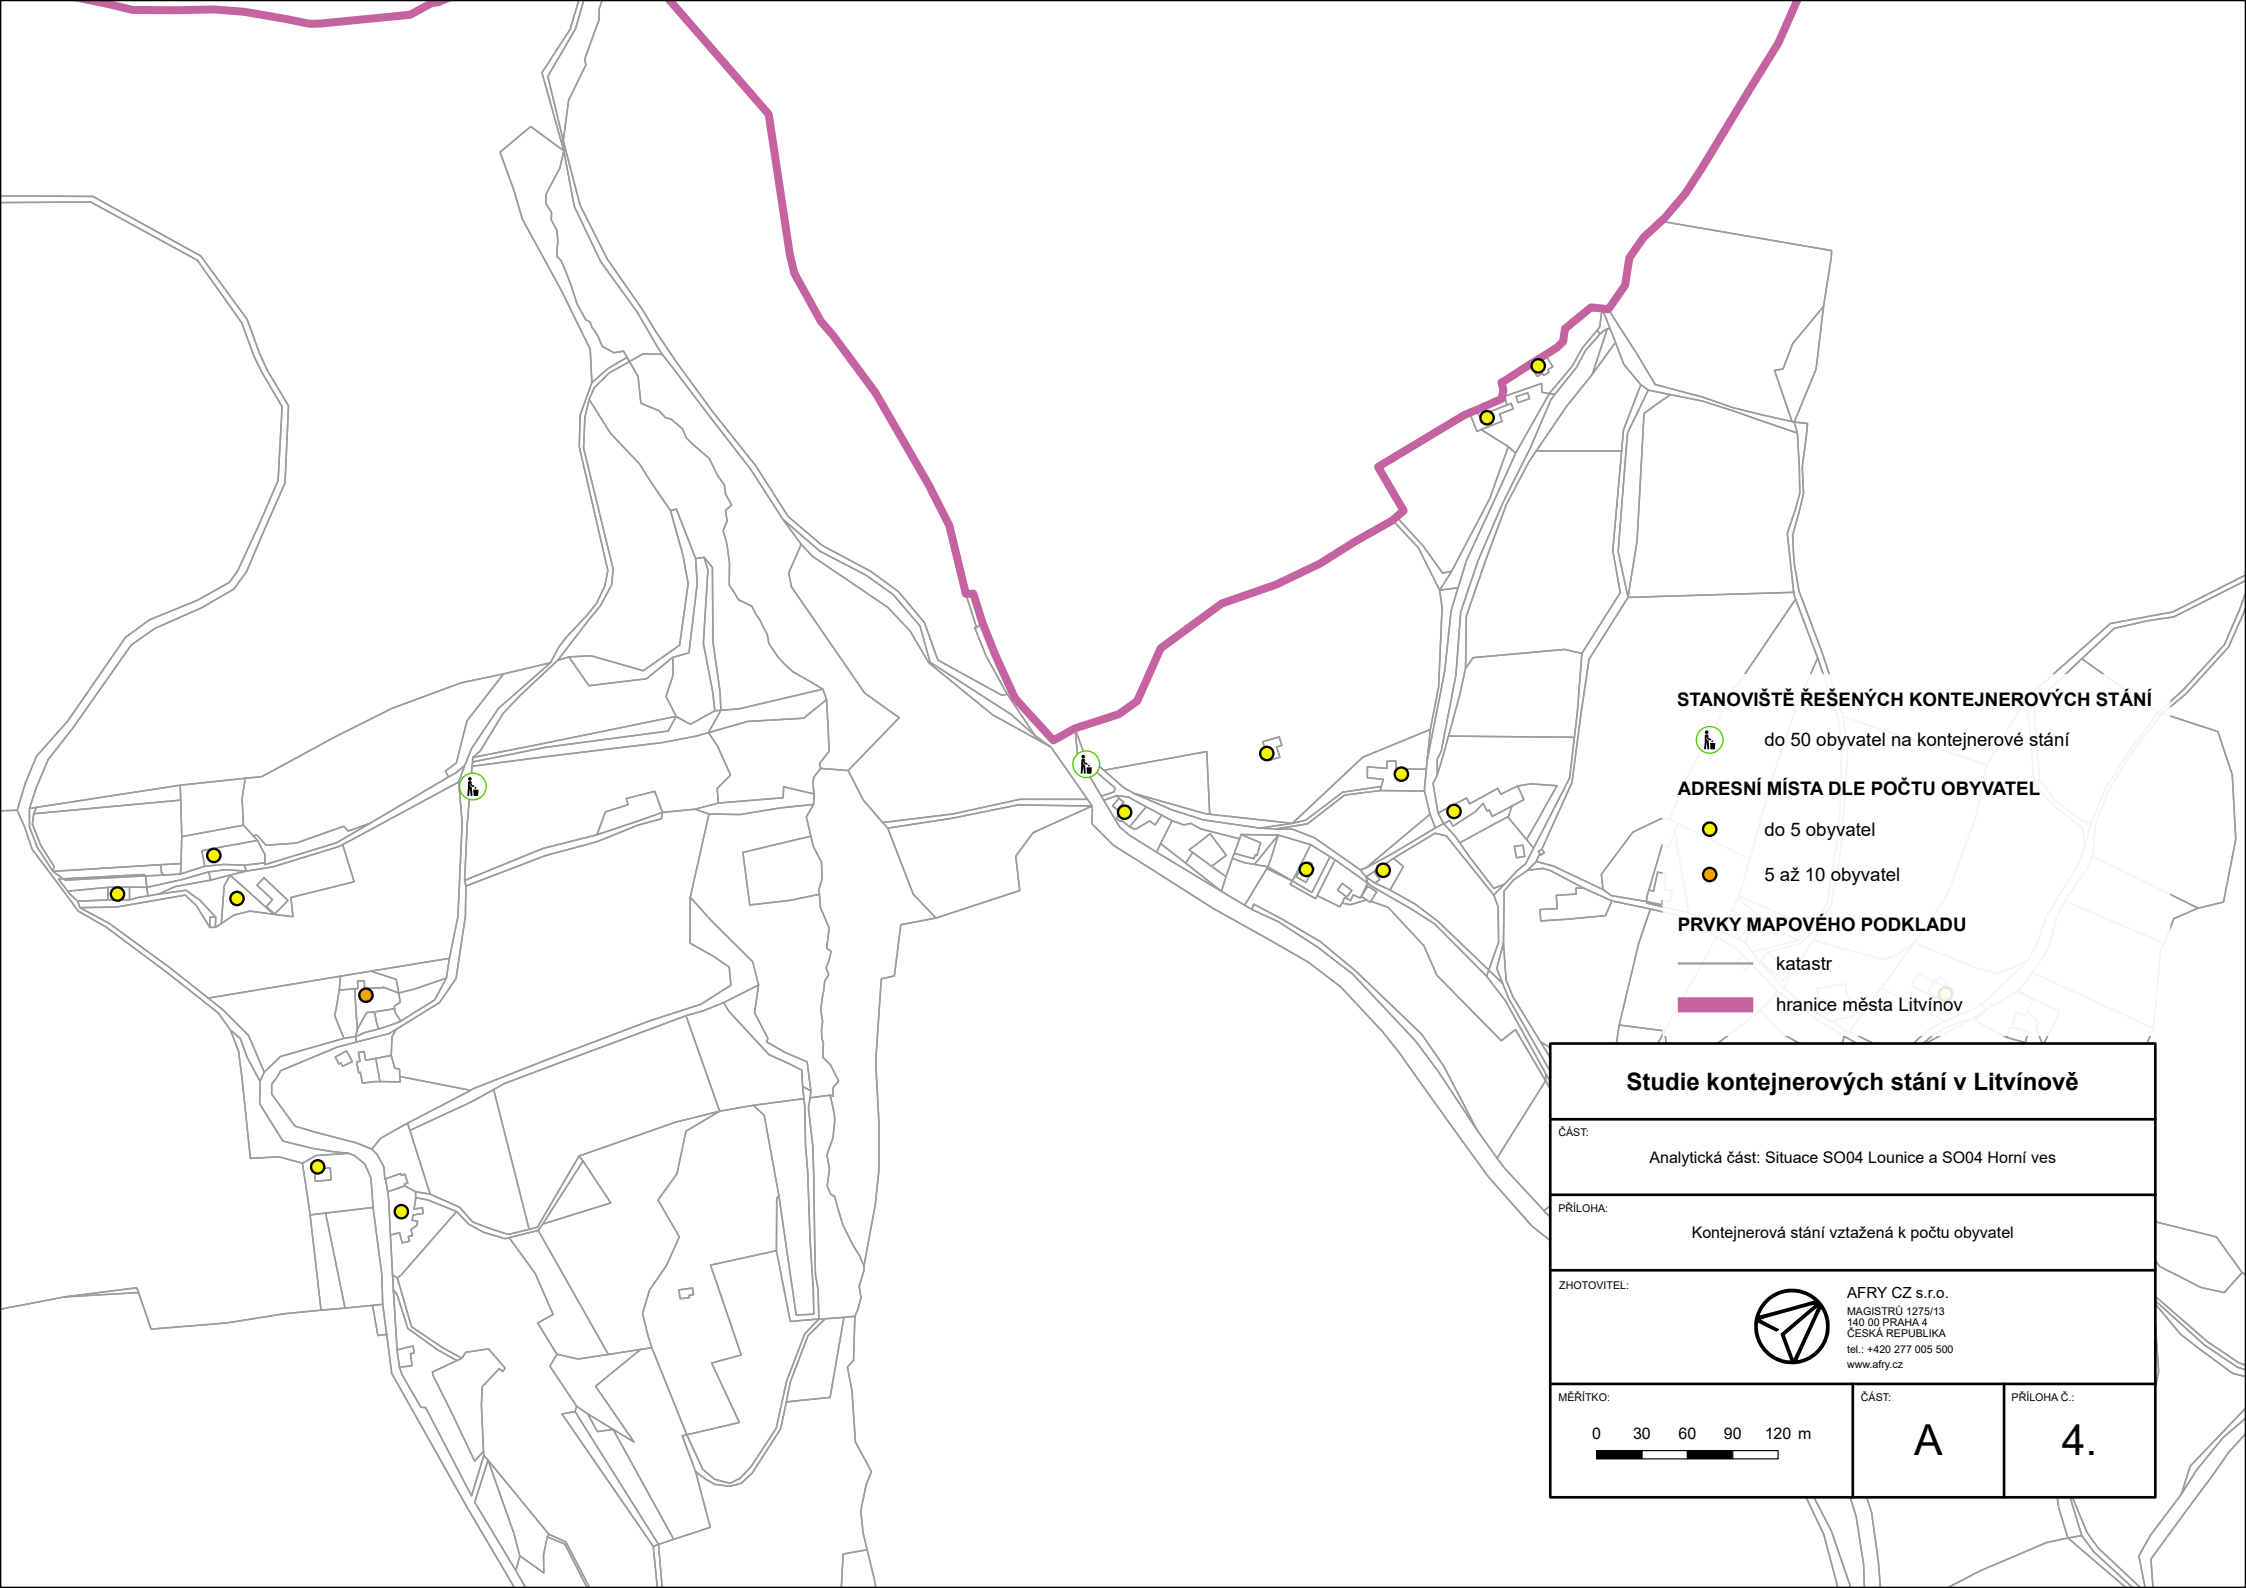 STANOVIŠTĚ ŘEŠENÝCH KONTEJNEROVÝCH STÁNÍ
do 50 obyvatel na kontejnerové stání
ADRESNÍ MÍSTA DLE POČTU OBYVATEL
do 5 obyvatel
5 až 10 obyvatel
PRVKY MAPOVÉHO PODKLADU
katastr
hranice města Litvínov
Studie kontejnerových stání v Litvínově
ČÁST:
Analytická část: Situace SO04 Lounice a SO04 Horní ves
PŘÍLOHA:
Kontejnerová stání vztažená k počtu obyvatel
ZHOTOVITEL:
AFRY CZ s.r.o.
MAGISTRŮ 1275/13
140 00 PRAHA 4
ČESKÁ REPUBLIKA
tel.: +420 277 005 500
www.afry.cz
MĚŘÍTKO:
0 30 60 90 120 m
ČÁST:
A
PŘÍLOHA Č.:
4.